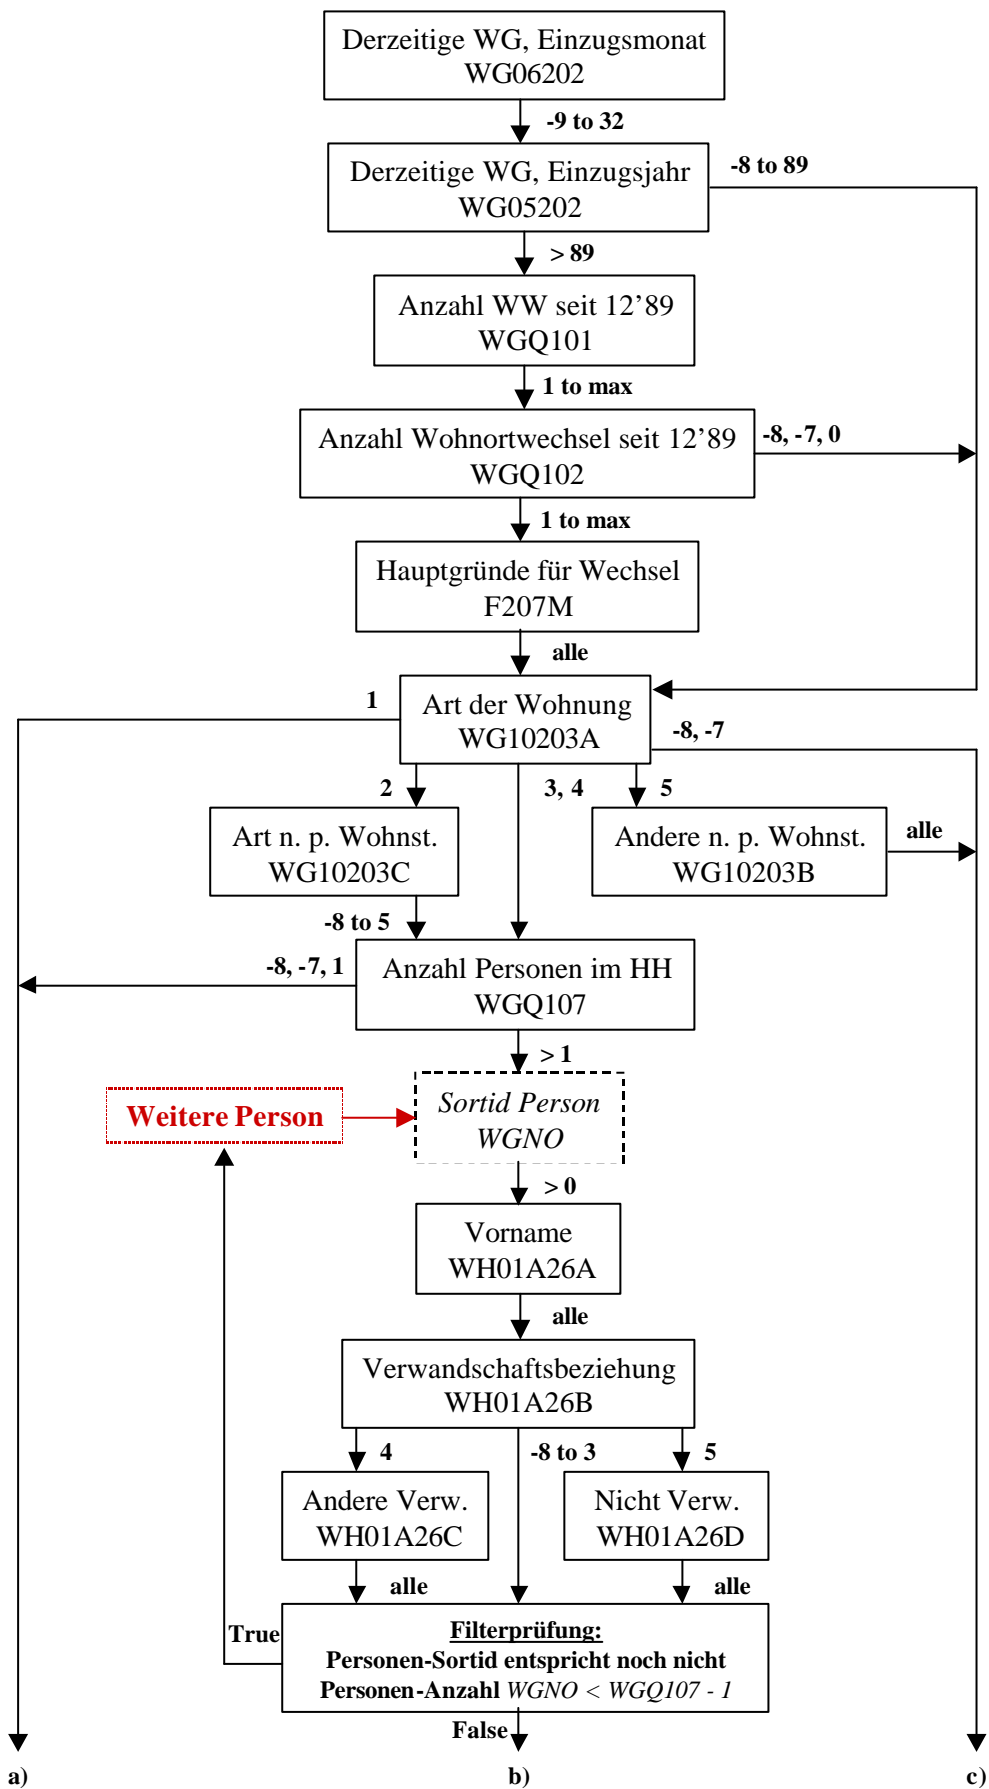 Derzeitige WG, Einzugsmonat
WG06202
-9 to 32
Derzeitige WG, Einzugsjahr
WG05202
-8 to 89
> 89
Anzahl WW seit 12’89
WGQ101
1 to max
Anzahl Wohnortwechsel seit 12’89
WGQ102
-8, -7, 0
1 to max
Hauptgründe für Wechsel
F207M
alle
1
Art der Wohnung
WG10203A
-8, -7
2
3, 4
5
Art n. p. Wohnst.
WG10203C
Andere n. p. Wohnst.
WG10203B
alle
-8 to 5
-8, -7, 1
Anzahl Personen im HH
WGQ107
> 1
Weitere Person
Sortid Person
WGNO
> 0
Vorname
WH01A26A
alle
Verwandschaftsbeziehung
WH01A26B
4
-8 to 3
5
Andere Verw.
WH01A26C
Nicht Verw.
WH01A26D
alle
alle
True
Filterprüfung:
Personen-Sortid entspricht noch nicht
Personen-Anzahl WGNO < WGQ107 - 1
False
a)
b)
c)